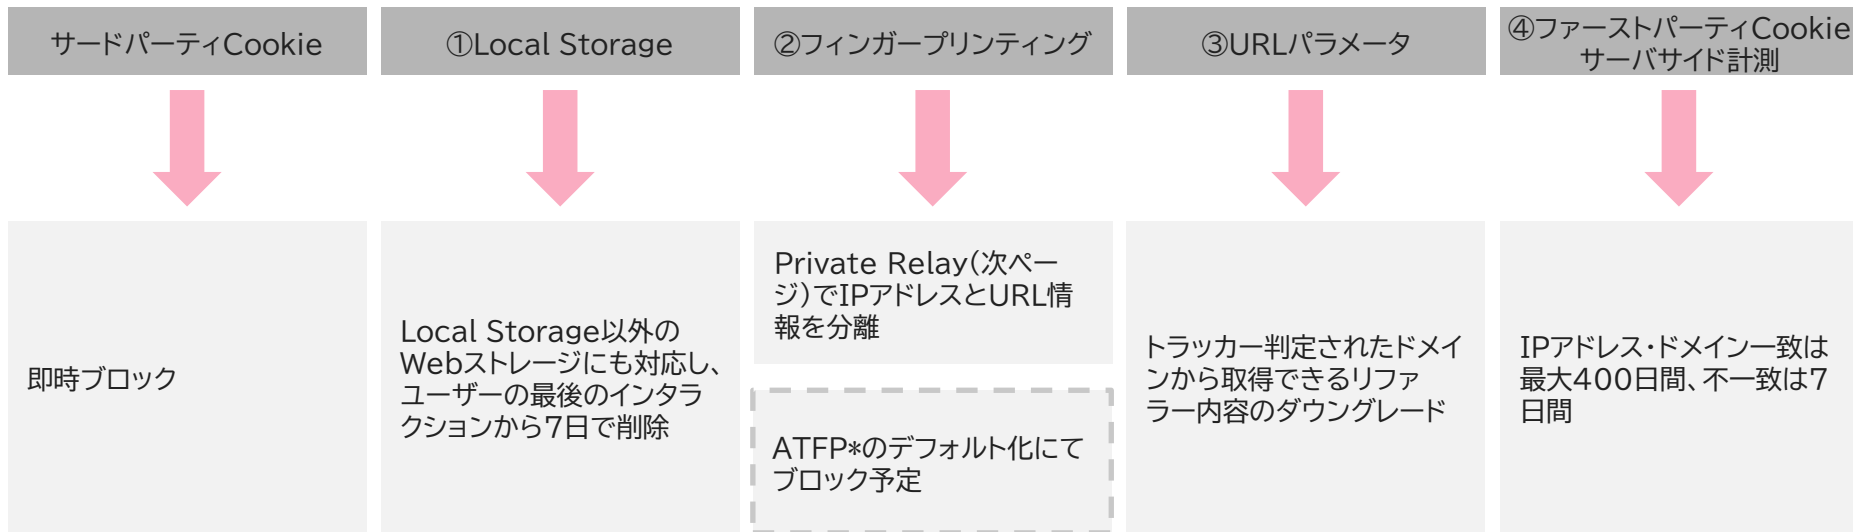 サードパーティCookie
①Local Storage
②フィンガープリンティング
③URLパラメータ
④ファーストパーティCookie
サーバサイド計測
即時ブロック
Local Storage以外の
Webストレージにも対応し、
ユーザーの最後のインタラ
クションから7日で削除
Private Relay（次ペー
ジ）でIPアドレスとURL情
報を分離
ATFP*のデフォルト化にて
ブロック予定
トラッカー判定されたドメイ
ンから取得できるリファ
ラー内容のダウングレード
IPアドレス・ドメイン一致は
最大400日間、不一致は7
日間